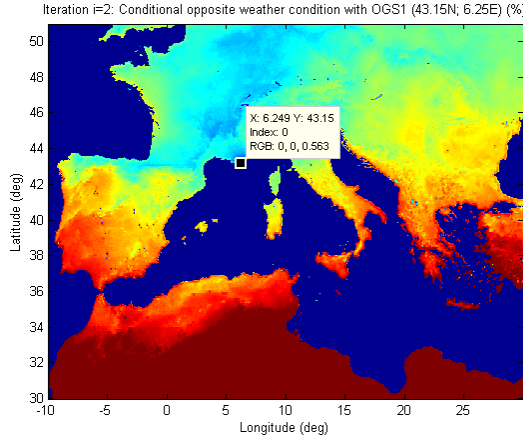 Iteration i=2: Conditional opposite weather condition with OGS1 (43.15N; 6.25E) (%)
50
48
46
44
42
40
38
36
34
32
30
Latitude (deg)
X: 6.249 Y: 43.15
Index: 0
RGB: 0, 0, 0.563
-10 -5 0 5 10 15 20 25
Longitude (deg)